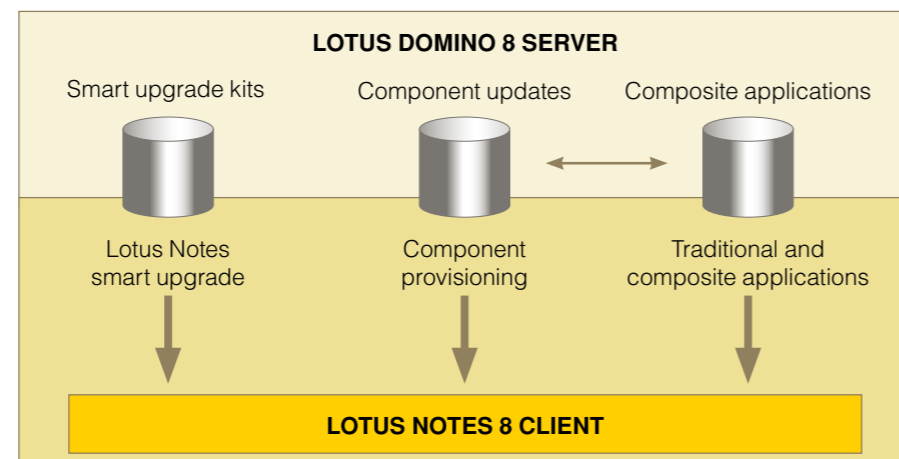 LOTUS DOMINO 8 SERVER
Smart upgrade kits
Component updates
Composite applications
Lotus Notes
smart upgrade
Component
provisioning
Traditional and
composite applications
LOTUS NOTES 8 CLIENT